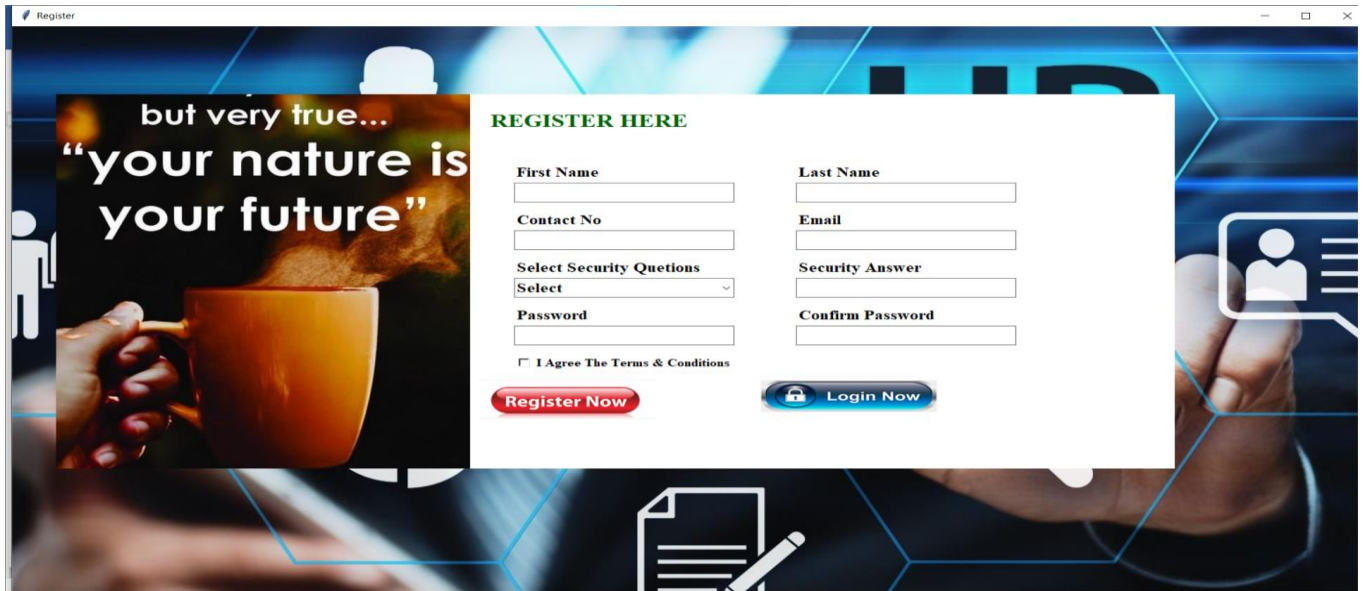 Register
but very true...
“your nature is
your future”
REGISTER HERE
First Name
Last Name
Contact No
Email
Select Security Quetions
Security Answer
Select
Password
Confirm Password
I Agree The Terms & Conditions
Register Now
Login Now